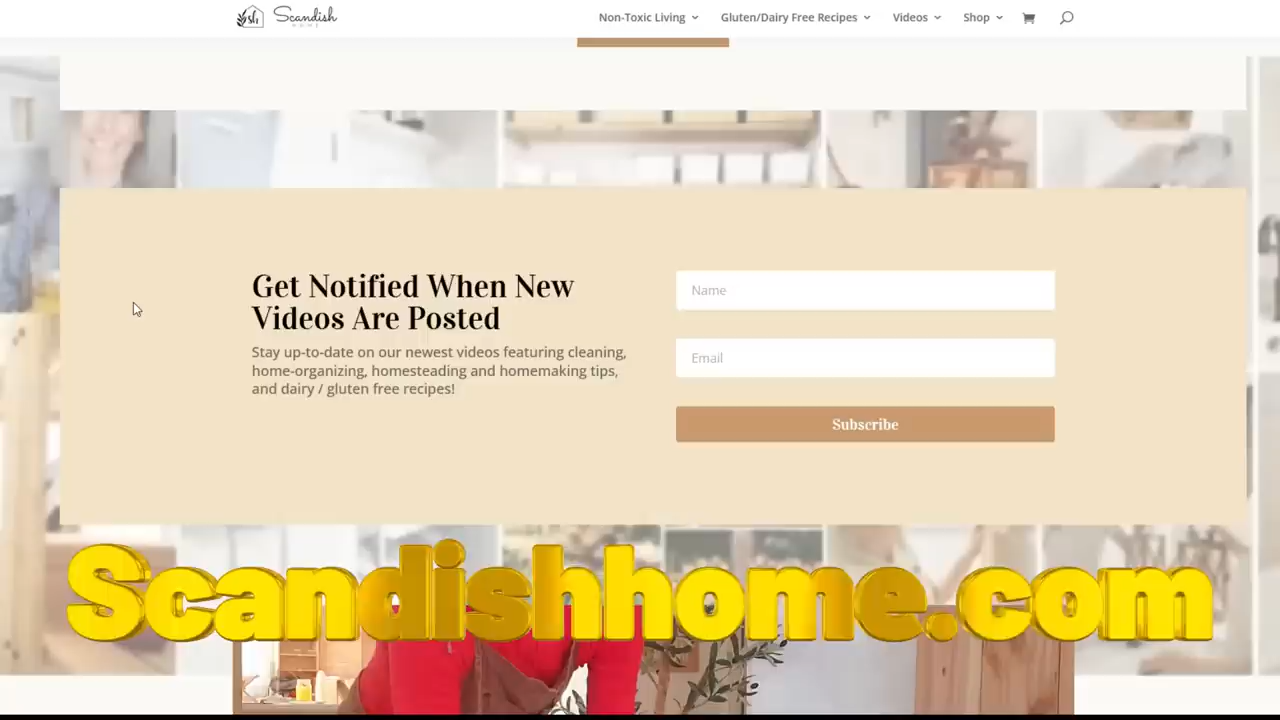 sh Scandish
HOME
Non-Toxic Living
Gluten/Dairy Free Recipes
Videos
Shop
Get Notified When New
Videos Are Posted
Stay up-to-date on our newest videos featuring cleaning,
home-organizing, homesteading and homemaking tips,
and dairy / gluten free recipes!
Name
Email
Subscribe
Scandishhome.com